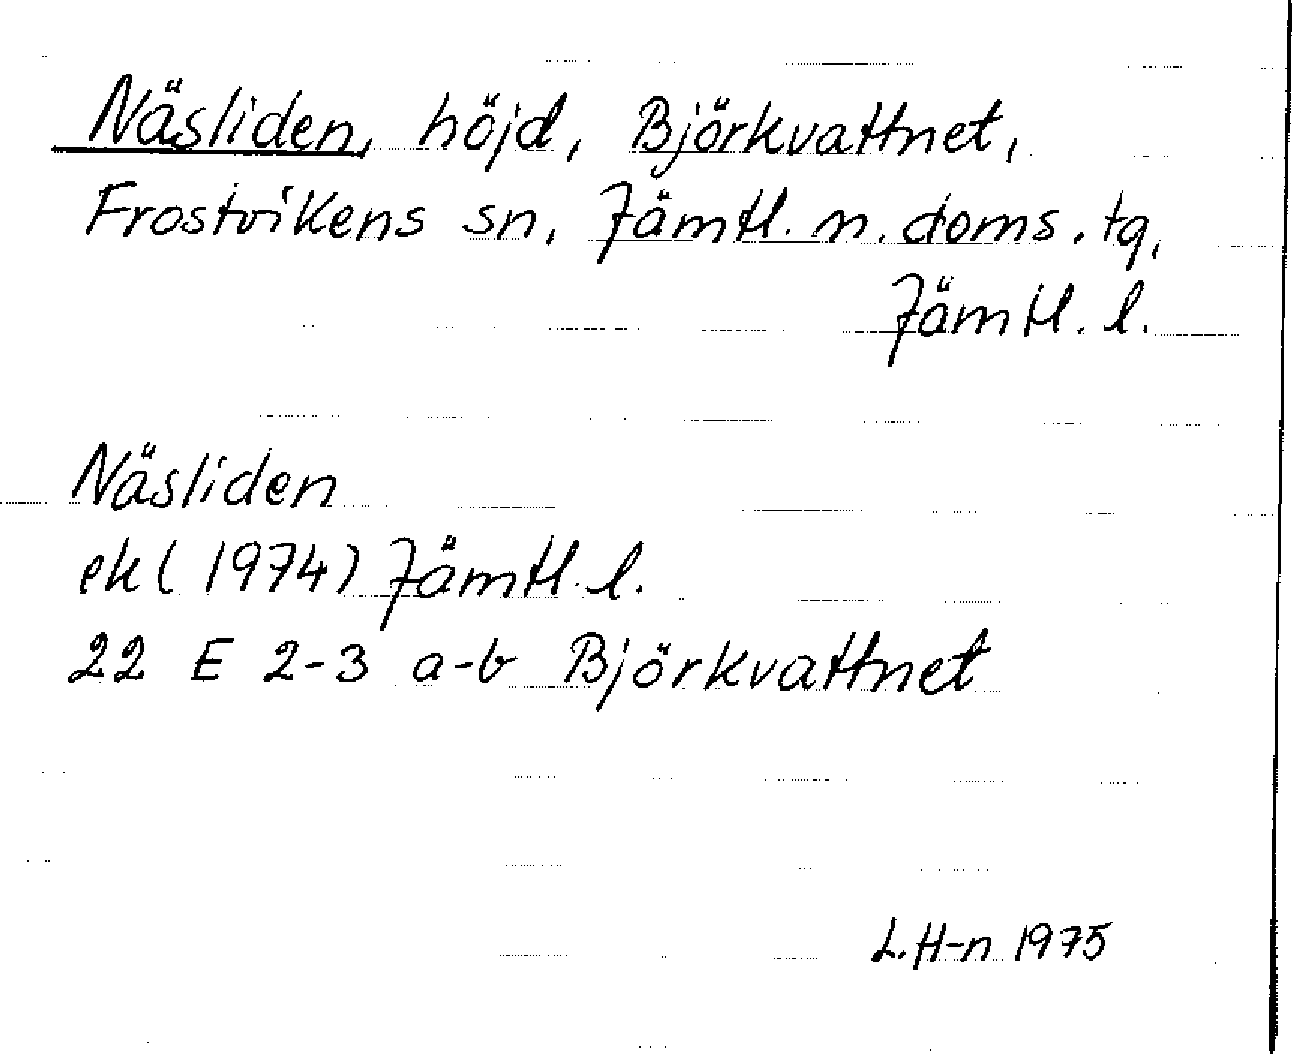 Näsliden, höjd, Björkvattnet,
Frostvikens sn, Jämtl. n. doms. tg,
Jämtl. l.
Näsliden
ek (1974) Jämtl. l.
22 E 2-3 a-b Björkvattnet
L. H-n 1975